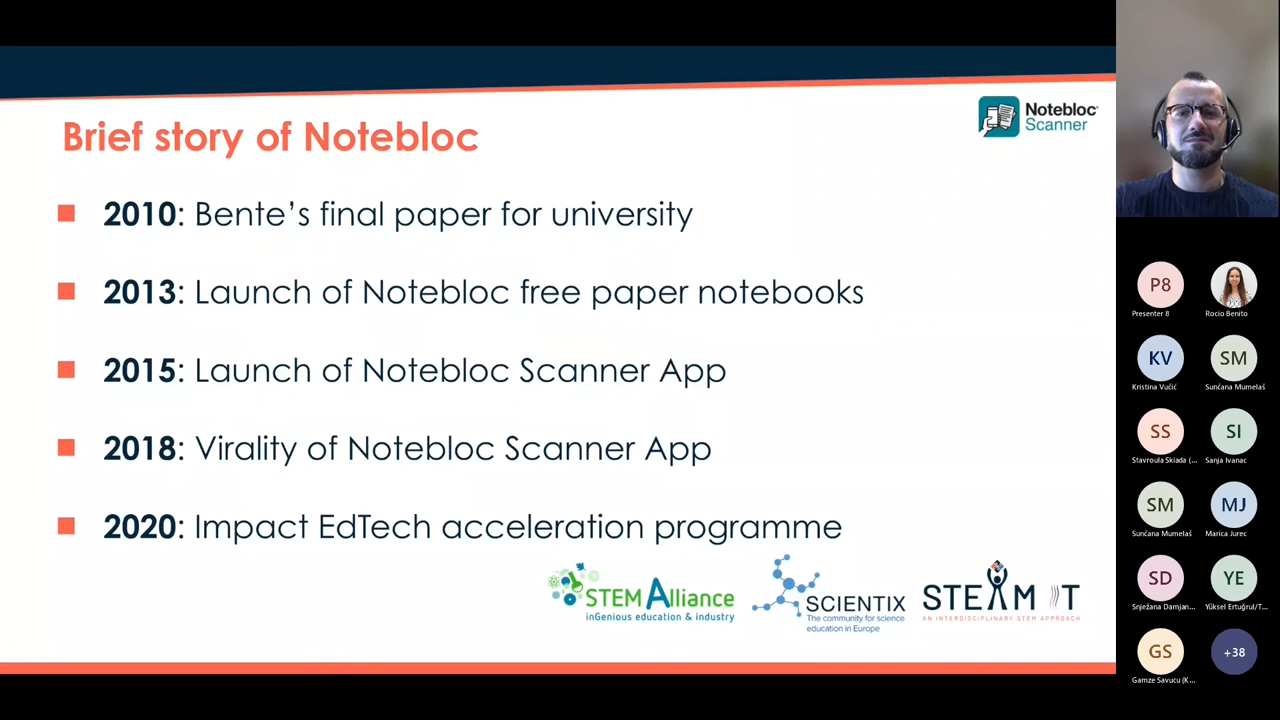 Brief story of Notebloc
Notebloc
Scanner
2010: Bente’s final paper for university
2013: Launch of Notebloc free paper notebooks
2015: Launch of Notebloc Scanner App
2018: Virality of Notebloc Scanner App
2020: Impact EdTech acceleration programme
STEM Alliance
inGenious education & industry
SCIENTIX
The community for science
education in Europe
STEAM IT
AN INTERDISCIPLINARY STEM APPROACH
P8
Presenter 8
Rocio Benito
KV
Kristina Vučić
SM
Sunčana Mumelaš
SS
Stavroula Skiada (...
SI
Sanja Ivanac
SM
Sunčana Mumelaš
MJ
Marica Jurec
SD
Snježana Damjan...
YE
Yüksel Ertuğrul/T...
GS
Gamze Savucu (K...
+38